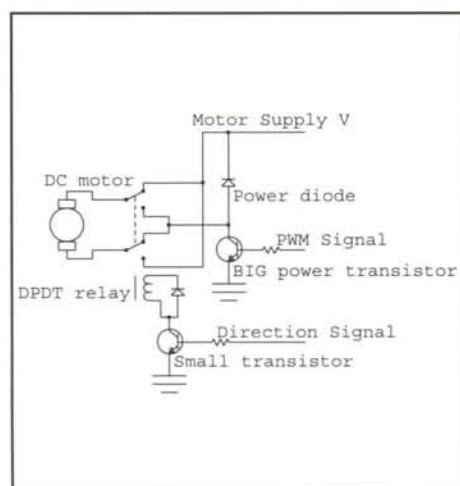 Motor Supply V
DC motor
Power diode
PWM Signal
BIG power transistor
DPDT relay
Direction Signal
Small transistor